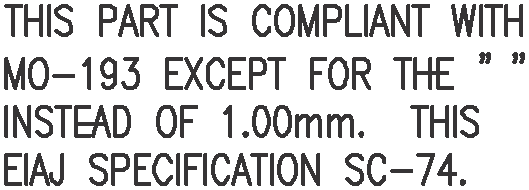 THIS PART IS COMPLIANT WITH
MO-193 EXCEPT FOR THE " "
INSTEAD OF 1.00mm. THIS
EIAJ SPECIFICATION SC-74.